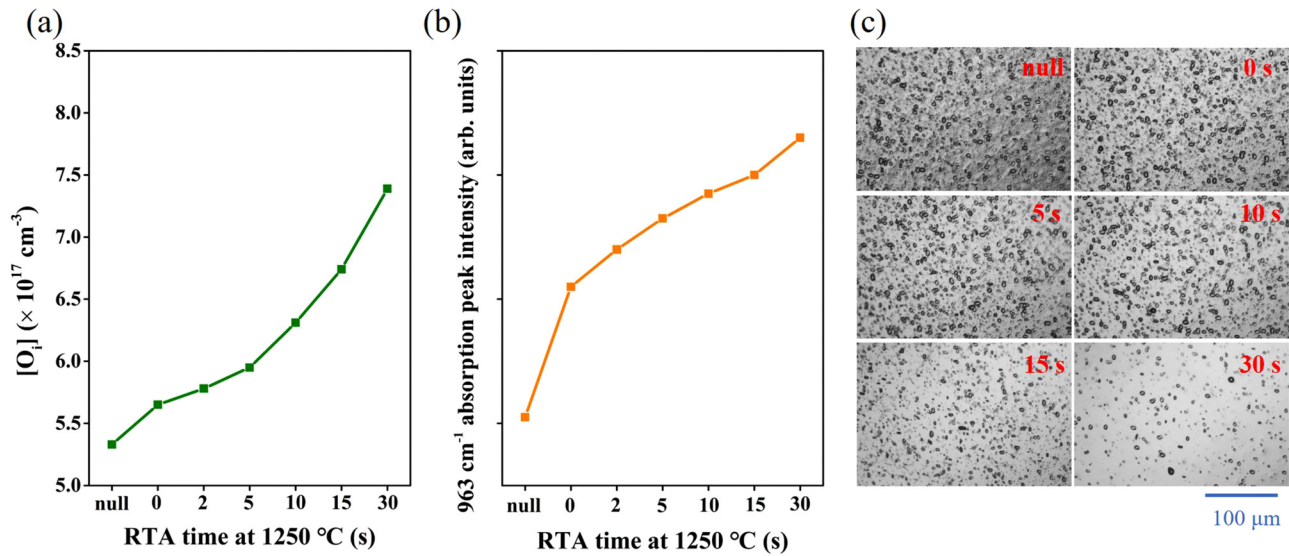 (a)
[Oᵢ] (× 10¹⁷ cm⁻³)
8.5
8.0
7.5
7.0
6.5
6.0
5.5
5.0
null 0 2 5 10 15 30
RTA time at 1250 °C (s)
(b)
963 cm⁻¹ absorption peak intensity (arb. units)
null 0 2 5 10 15 30
RTA time at 1250 °C (s)
(c)
null
0 s
5 s
10 s
15 s
30 s
100 μm